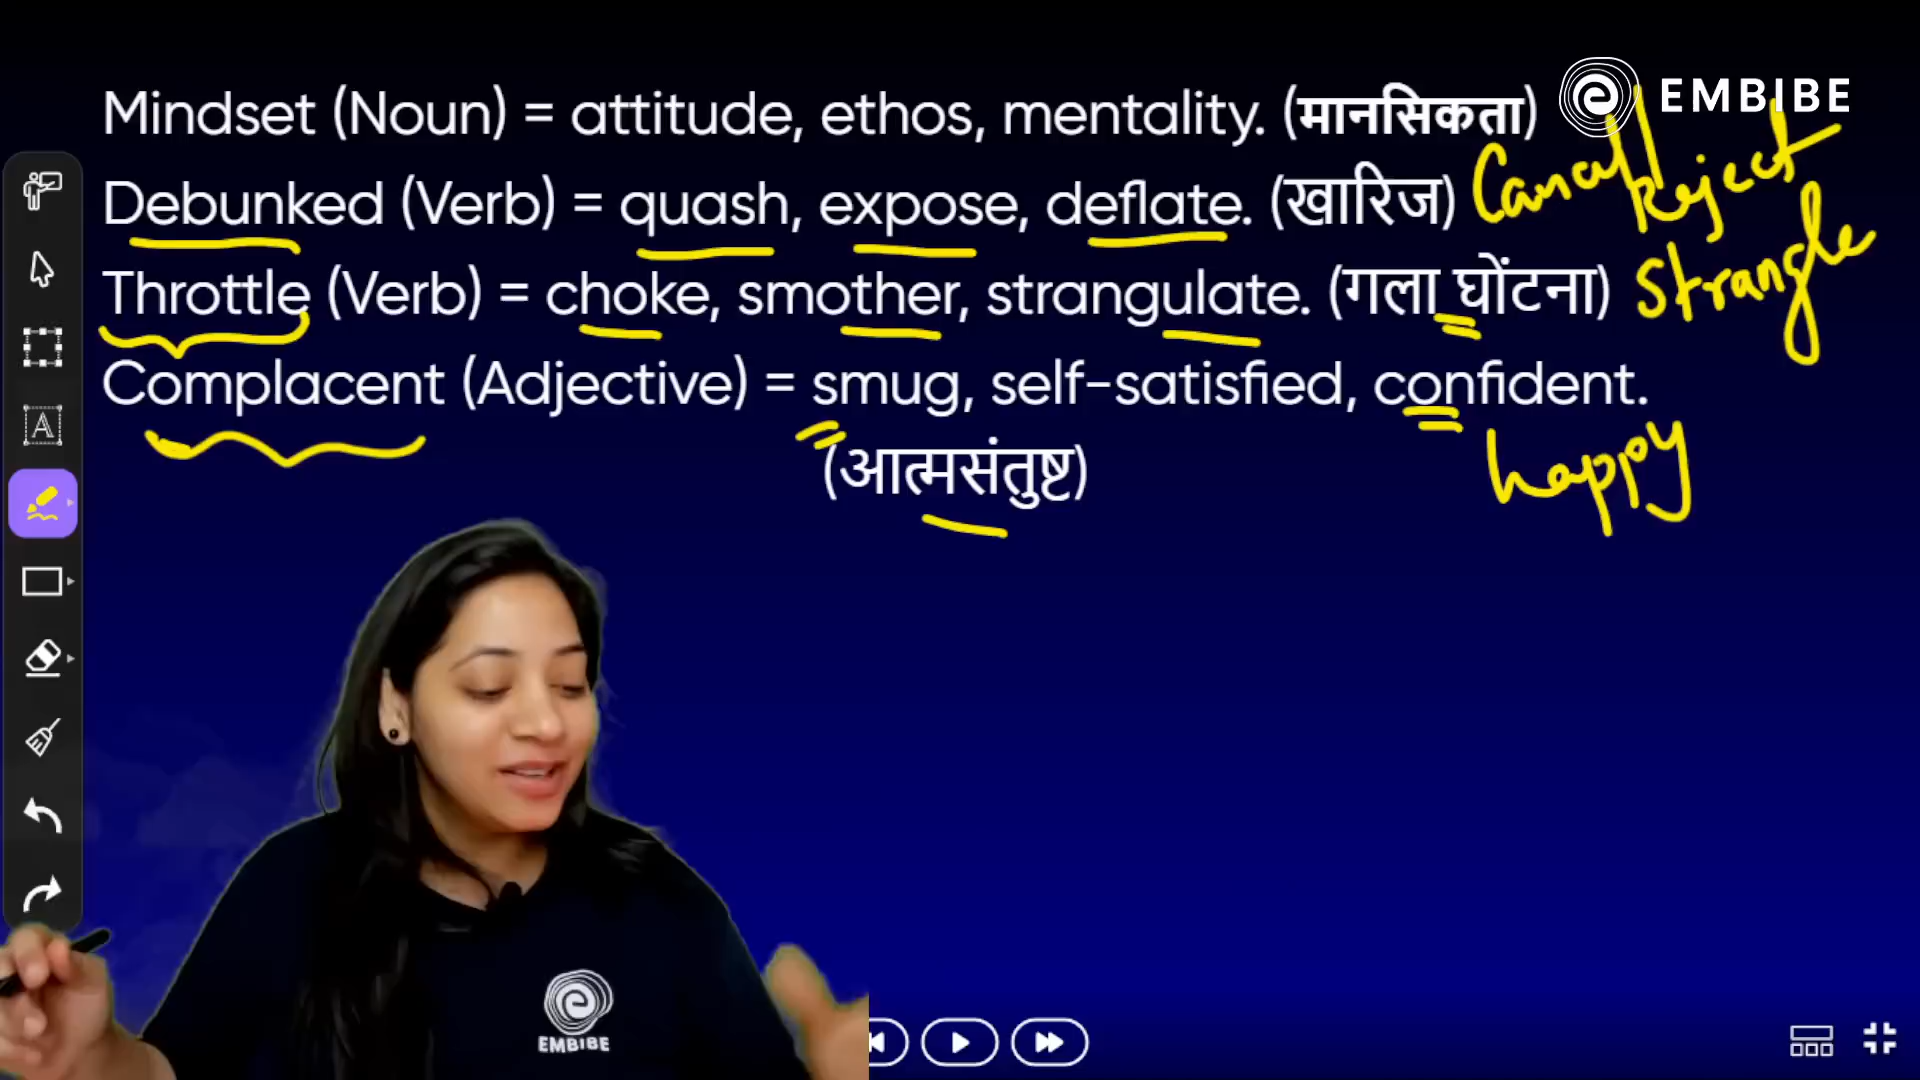 EMBIBE
Mindset (Noun) = attitude, ethos, mentality. (मानसिकता)
Debunked (Verb) = quash, expose, deflate. (खारिज) Cancel Reject
Throttle (Verb) = choke, smother, strangulate. (गला घोंटना) Strangle
Complacent (Adjective) = smug, self-satisfied, confident.
(आत्मसंतुष्ट) happy
A
EMBIBE